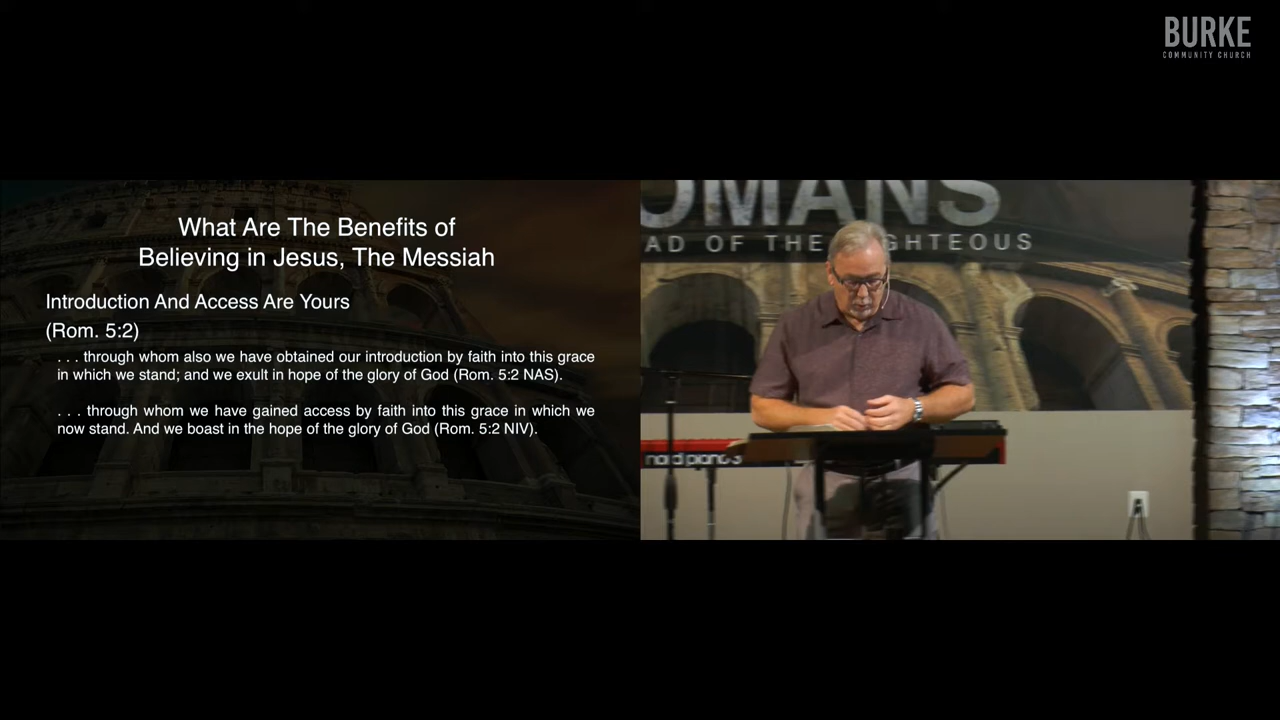 BURKE
COMMUNITY CHURCH
What Are The Benefits of
Believing in Jesus, The Messiah
Introduction And Access Are Yours
(Rom. 5:2)
. . . through whom also we have obtained our introduction by faith into this grace
in which we stand; and we exult in hope of the glory of God (Rom. 5:2 NAS).
. . . through whom we have gained access by faith into this grace in which we
now stand. And we boast in the hope of the glory of God (Rom. 5:2 NIV).
OMANS
AD OF THE GHTEOUS
nord piano